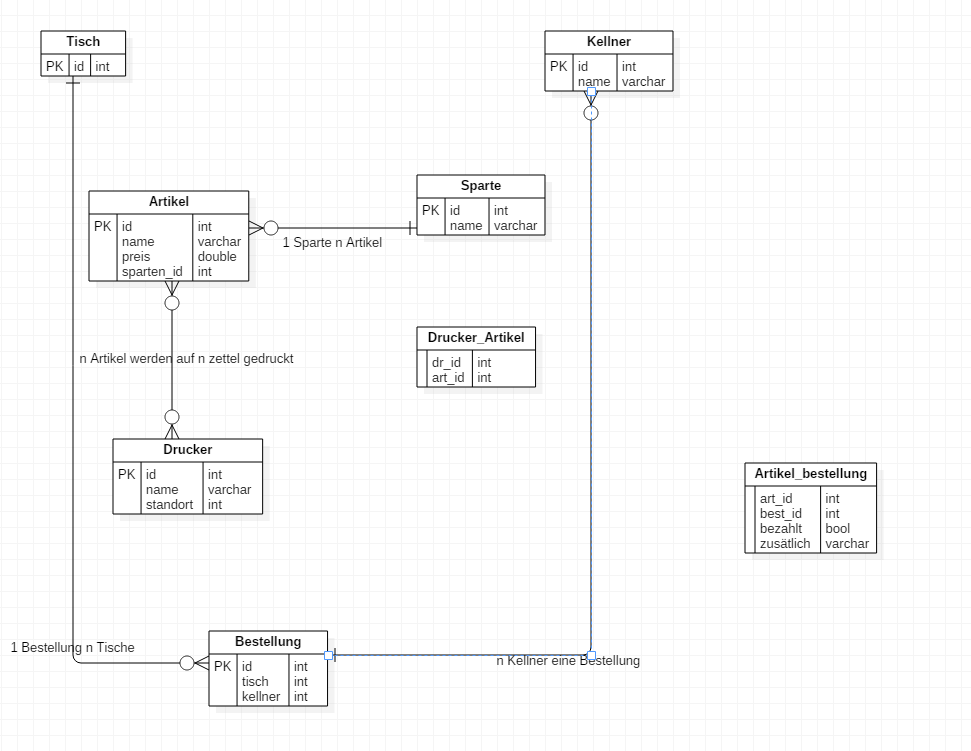 Tisch
PK id int
Kellner
PK id int
name varchar
Sparte
PK id int
name varchar
Artikel
PK id int
name varchar
preis double
sparten_id int
1 Sparte n Artikel
Drucker_Artikel
dr_id int
art_id int
n Artikel werden auf n zettel gedruckt
Drucker
PK id int
name varchar
standort int
Artikel_bestellung
art_id int
best_id int
bezahlt bool
zusätlich varchar
Bestellung
PK id int
tisch int
kellner int
1 Bestellung n Tische
n Kellner eine Bestellung